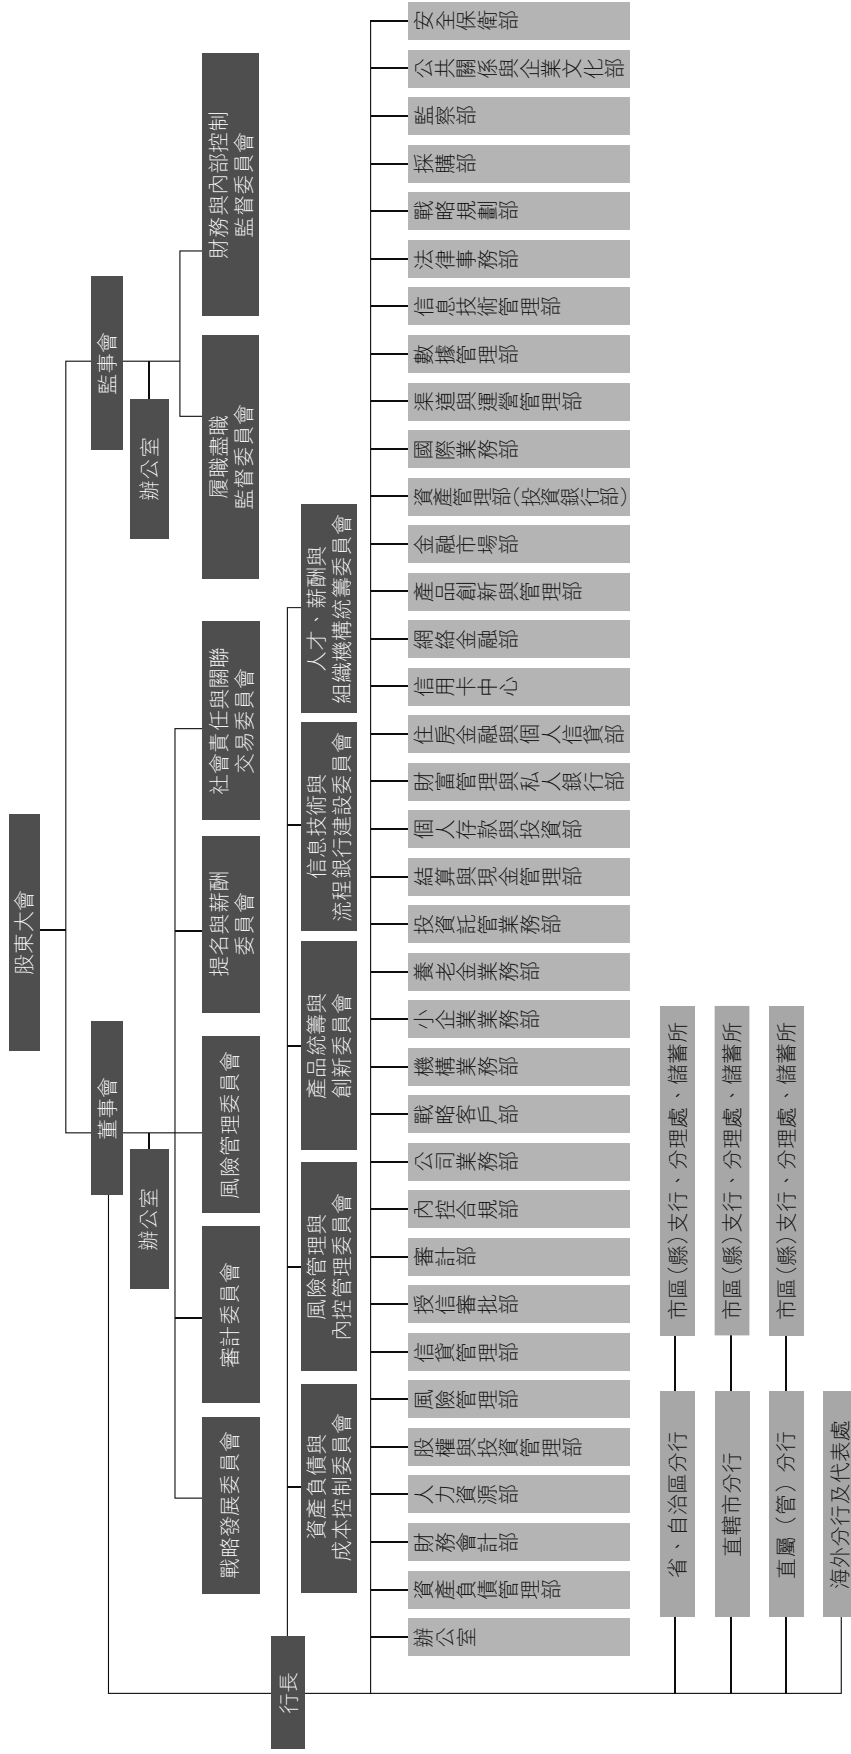 股東大會
董事會
監事會
辦公室
辦公室
戰略發展委員會
審計委員會
風險管理委員會
提名與薪酬
委員會
社會責任與關聯
交易委員會
履職盡職
監督委員會
財務與內部控制
監督委員會
行長
資產負債與
成本控制委員會
風險管理與
內控管理委員會
產品統籌與
創新委員會
信息技術與
流程銀行建設委員會
人才、薪酬與
組織機構統籌委員會
辦公室
資產負債管理部
財務會計部
人力資源部
股權與投資管理部
風險管理部
信貸管理部
授信審批部
審計部
內控合規部
公司業務部
戰略客戶部
機構業務部
小企業業務部
養老金業務部
投資託管業務部
結算與現金管理部
個人存款與投資部
財富管理與私人銀行部
住房金融與個人信貸部
信用卡中心
網絡金融部
產品創新與管理部
金融市場部
資產管理部(投資銀行部)
國際業務部
渠道與運營管理部
數據管理部
信息技術管理部
法律事務部
戰略規劃部
採購部
監察部
公共關係與企業文化部
安全保衛部
省、自治區分行
市區(縣)支行、分理處、儲蓄所
直轄市分行
市區(縣)支行、分理處、儲蓄所
直屬(管)分行
市區(縣)支行、分理處、儲蓄所
海外分行及代表處